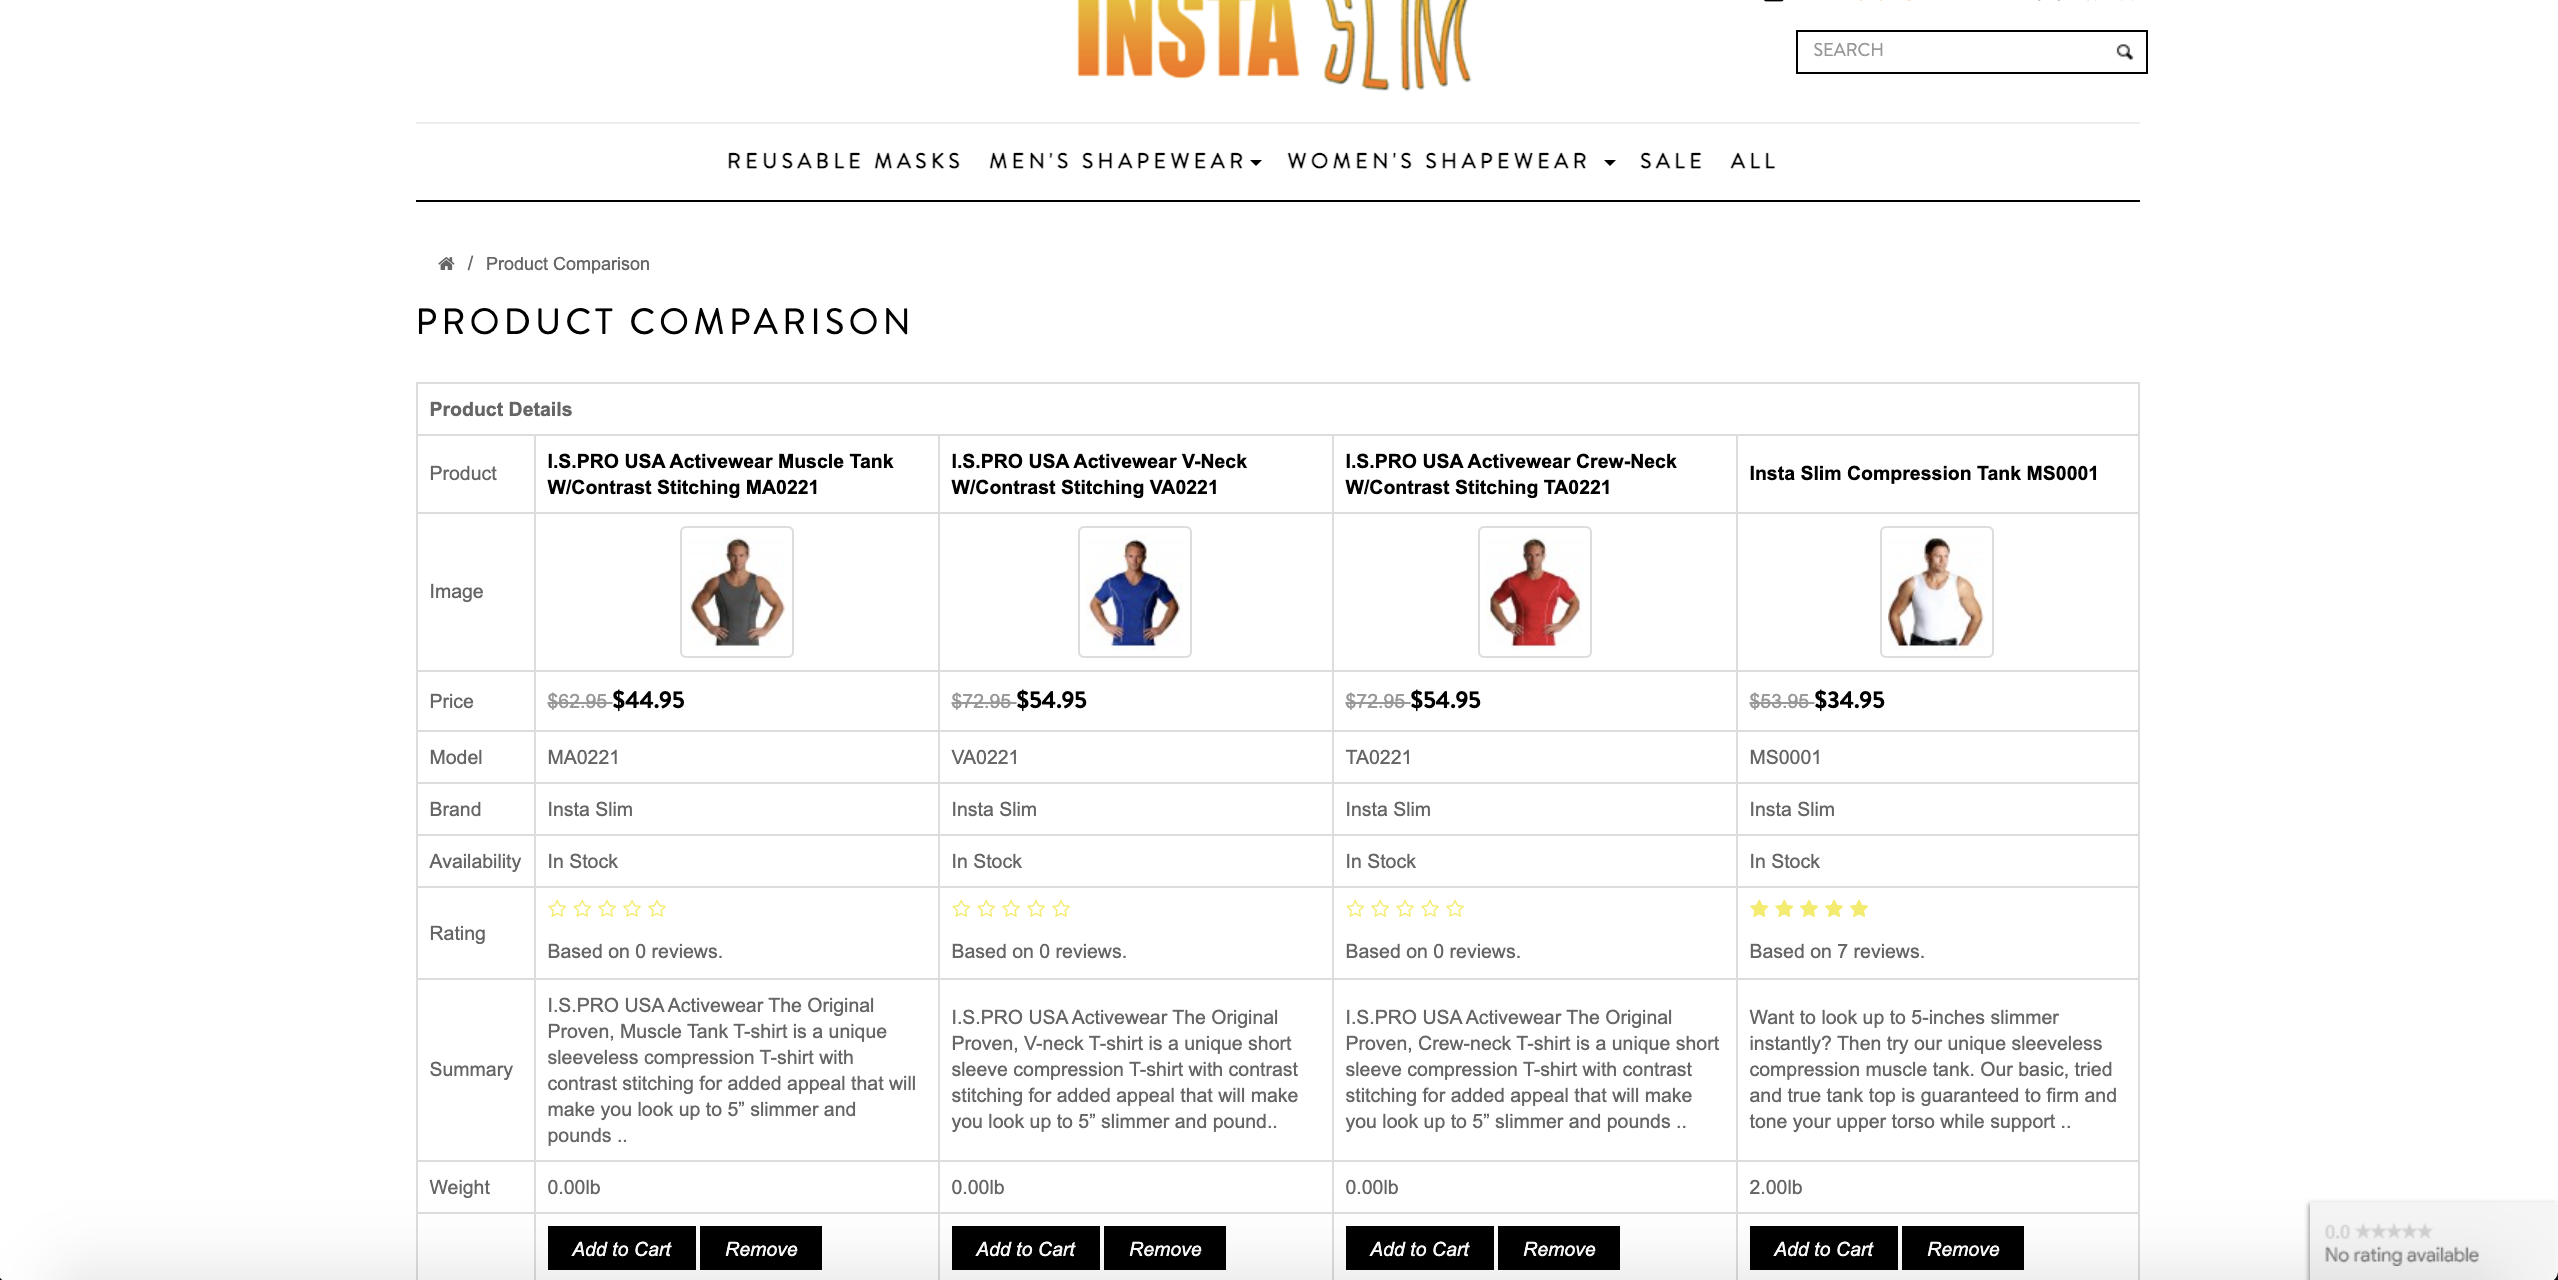 INSTA SLIM
SEARCH
REUSABLE MASKS MEN'S SHAPEWEAR WOMEN'S SHAPEWEAR SALE ALL
/ Product Comparison
PRODUCT COMPARISON
Product Details
Product
I.S.PRO USA Activewear Muscle Tank
W/Contrast Stitching MA0221
I.S.PRO USA Activewear V-Neck
W/Contrast Stitching VA0221
I.S.PRO USA Activewear Crew-Neck
W/Contrast Stitching TA0221
Insta Slim Compression Tank MS0001
Image
Price
$62.95 $44.95
$72.95 $54.95
$72.95 $54.95
$53.95 $34.95
Model
MA0221
VA0221
TA0221
MS0001
Brand
Insta Slim
Insta Slim
Insta Slim
Insta Slim
Availability
In Stock
In Stock
In Stock
In Stock
Rating
Based on 0 reviews.
Based on 0 reviews.
Based on 0 reviews.
Based on 7 reviews.
Summary
I.S.PRO USA Activewear The Original
Proven, Muscle Tank T-shirt is a unique
sleeveless compression T-shirt with
contrast stitching for added appeal that will
make you look up to 5” slimmer and
pounds ..
I.S.PRO USA Activewear The Original
Proven, V-neck T-shirt is a unique short
sleeve compression T-shirt with contrast
stitching for added appeal that will make
you look up to 5” slimmer and pound..
I.S.PRO USA Activewear The Original
Proven, Crew-neck T-shirt is a unique short
sleeve compression T-shirt with contrast
stitching for added appeal that will make
you look up to 5” slimmer and pounds ..
Want to look up to 5-inches slimmer
instantly? Then try our unique sleeveless
compression muscle tank. Our basic, tried
and true tank top is guaranteed to firm and
tone your upper torso while support ..
Weight
0.00lb
0.00lb
0.00lb
2.00lb
Add to Cart Remove
Add to Cart Remove
Add to Cart Remove
Add to Cart Remove
0.0 ★★★★★
No rating available